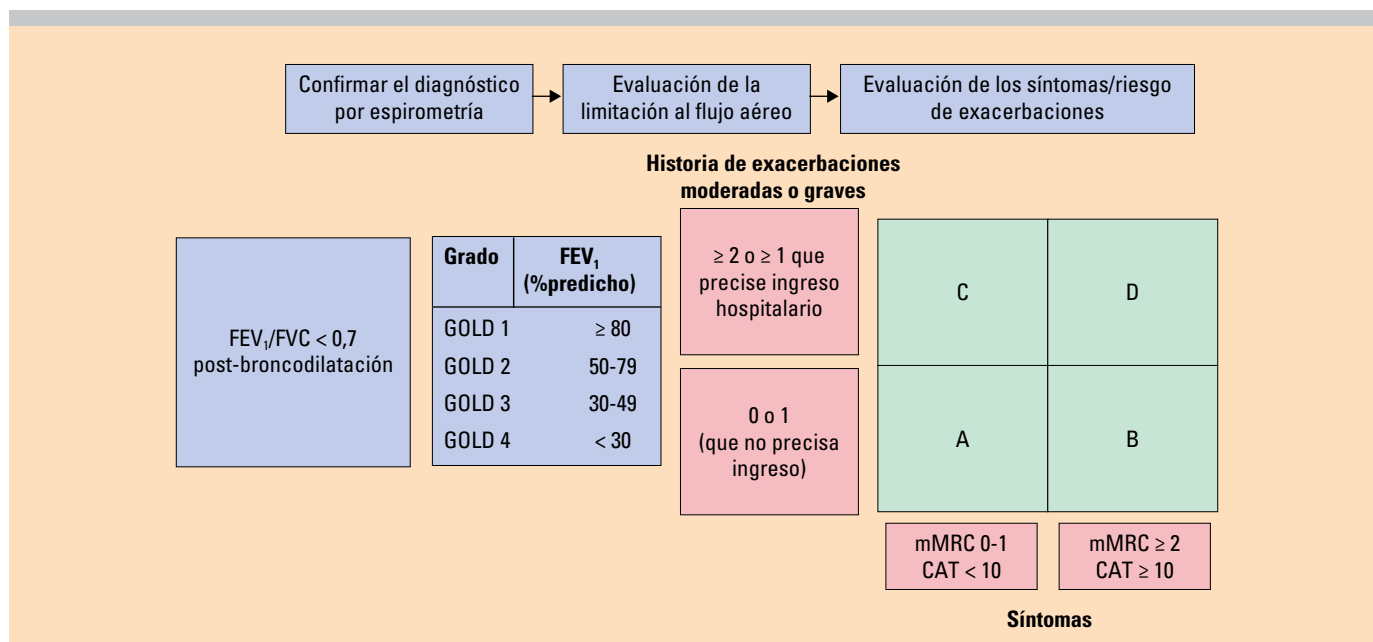 Confirmar el diagnóstico
por espirometría
Evaluación de la
limitación al flujo aéreo
Evaluación de los síntomas/riesgo
de exacerbaciones
Historia de exacerbaciones
moderadas o graves
FEV₁/FVC < 0,7
post-broncodilatación
Grado FEV₁
(%predicho)
GOLD 1 ≥ 80
GOLD 2 50-79
GOLD 3 30-49
GOLD 4 < 30
≥ 2 o ≥ 1 que
precise ingreso
hospitalario
0 o 1
(que no precisa
ingreso)
C D
A B
mMRC 0-1
CAT < 10
mMRC ≥ 2
CAT ≥ 10
Síntomas